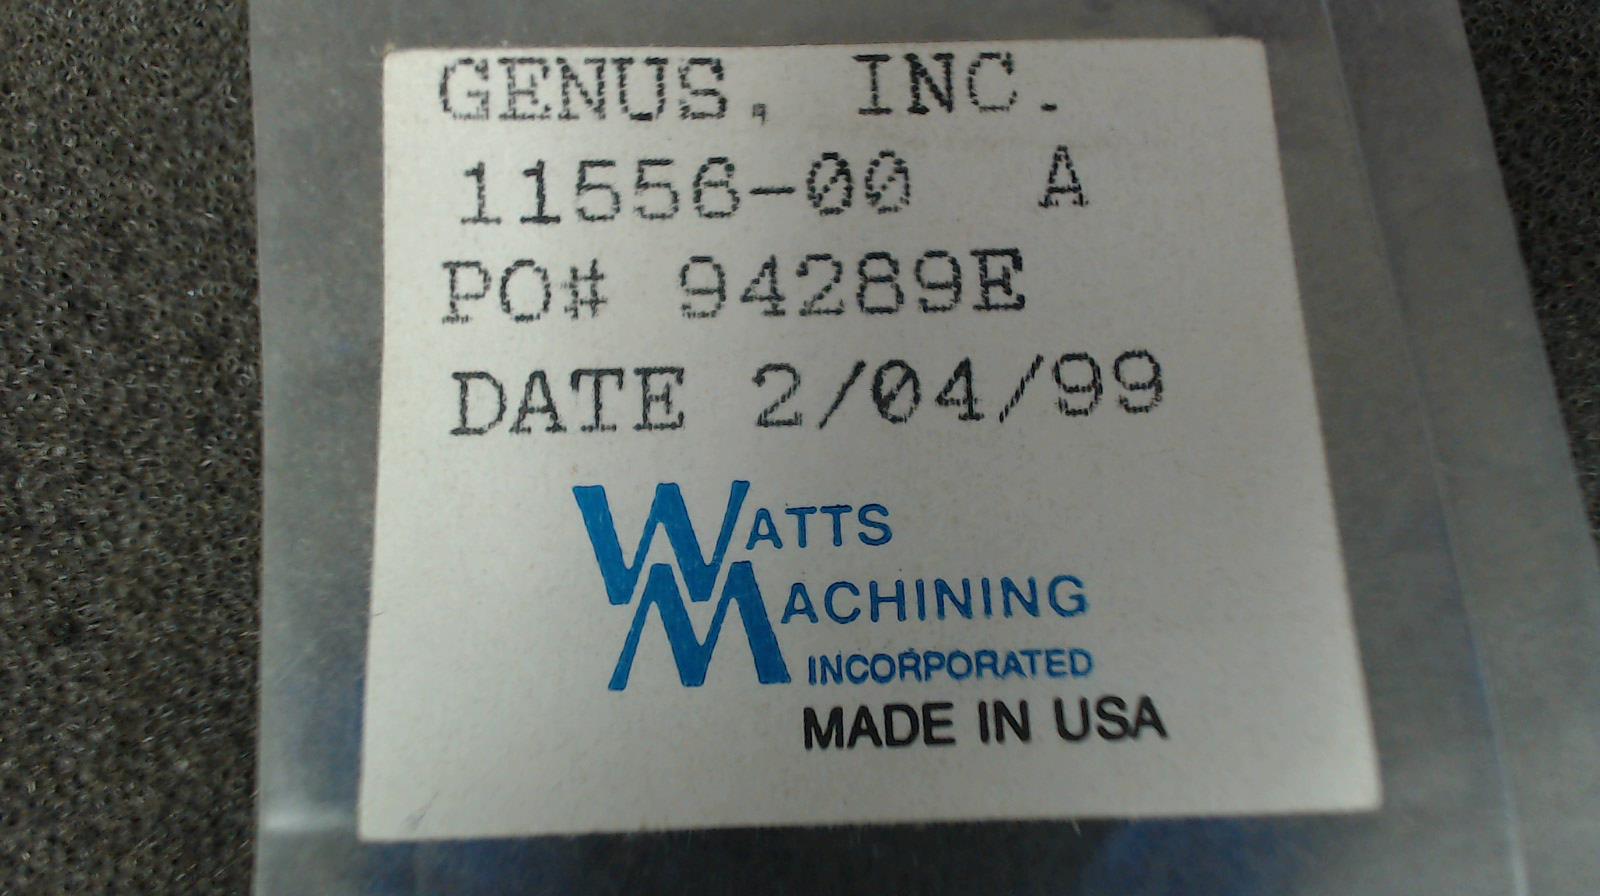 GENUS, INC.
11556-00 A
PO# 94289E
DATE 2/04/99
WATTS
MACHINING
INCORPORATED
MADE IN USA